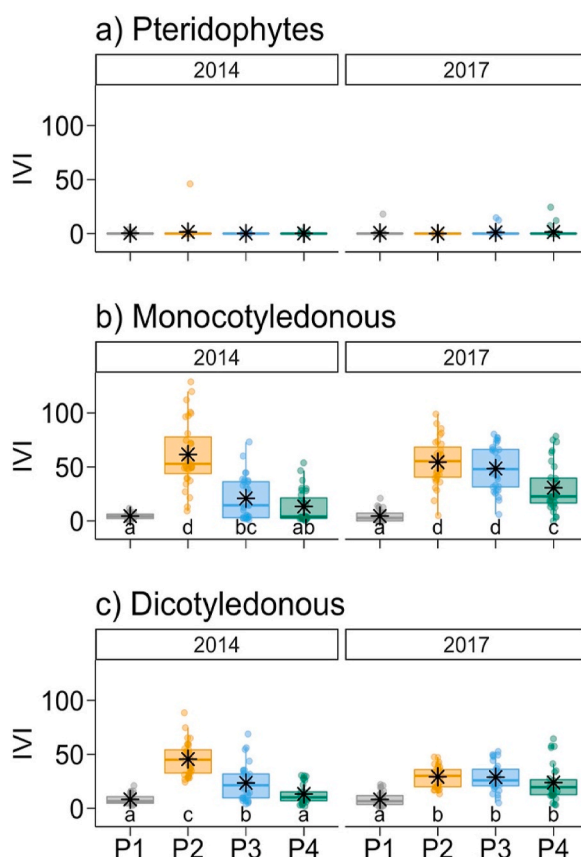 a) Pteridophytes
2014 2017
100
50
0
IVI
b) Monocotyledonous
2014 2017
100
50
0
IVI
a d bc ab a d d c
c) Dicotyledonous
2014 2017
100
50
0
IVI
a c b a a b b b
P1 P2 P3 P4 P1 P2 P3 P4